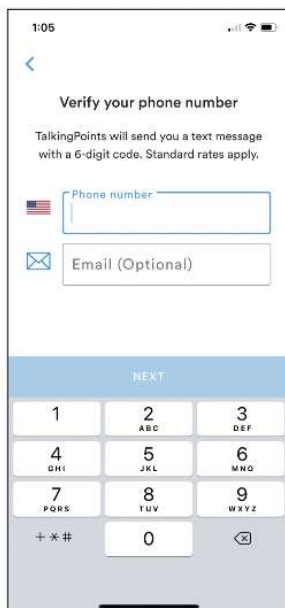 1:05
Verify your phone number
TalkingPoints will send you a text message
with a 6-digit code. Standard rates apply.
Phone number
Email (Optional)
NEXT
1 2 3
ABC DEF
4 5 6
GHI JKL MNO
7 8 9
PQRS TUV WXYZ
+ * # 0